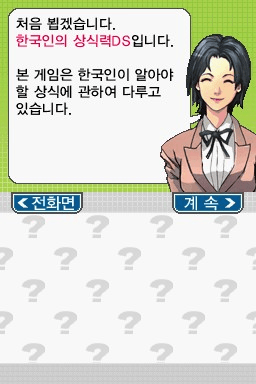 처음 뵙겠습니다.
한국인의 상식력DS입니다.
본 게임은 한국인이 알아야
할 상식에 관하여 다루고
있습니다.
전화면
계 속
? ? ? ?
? ? ?
? ? ? ?
? ? ?